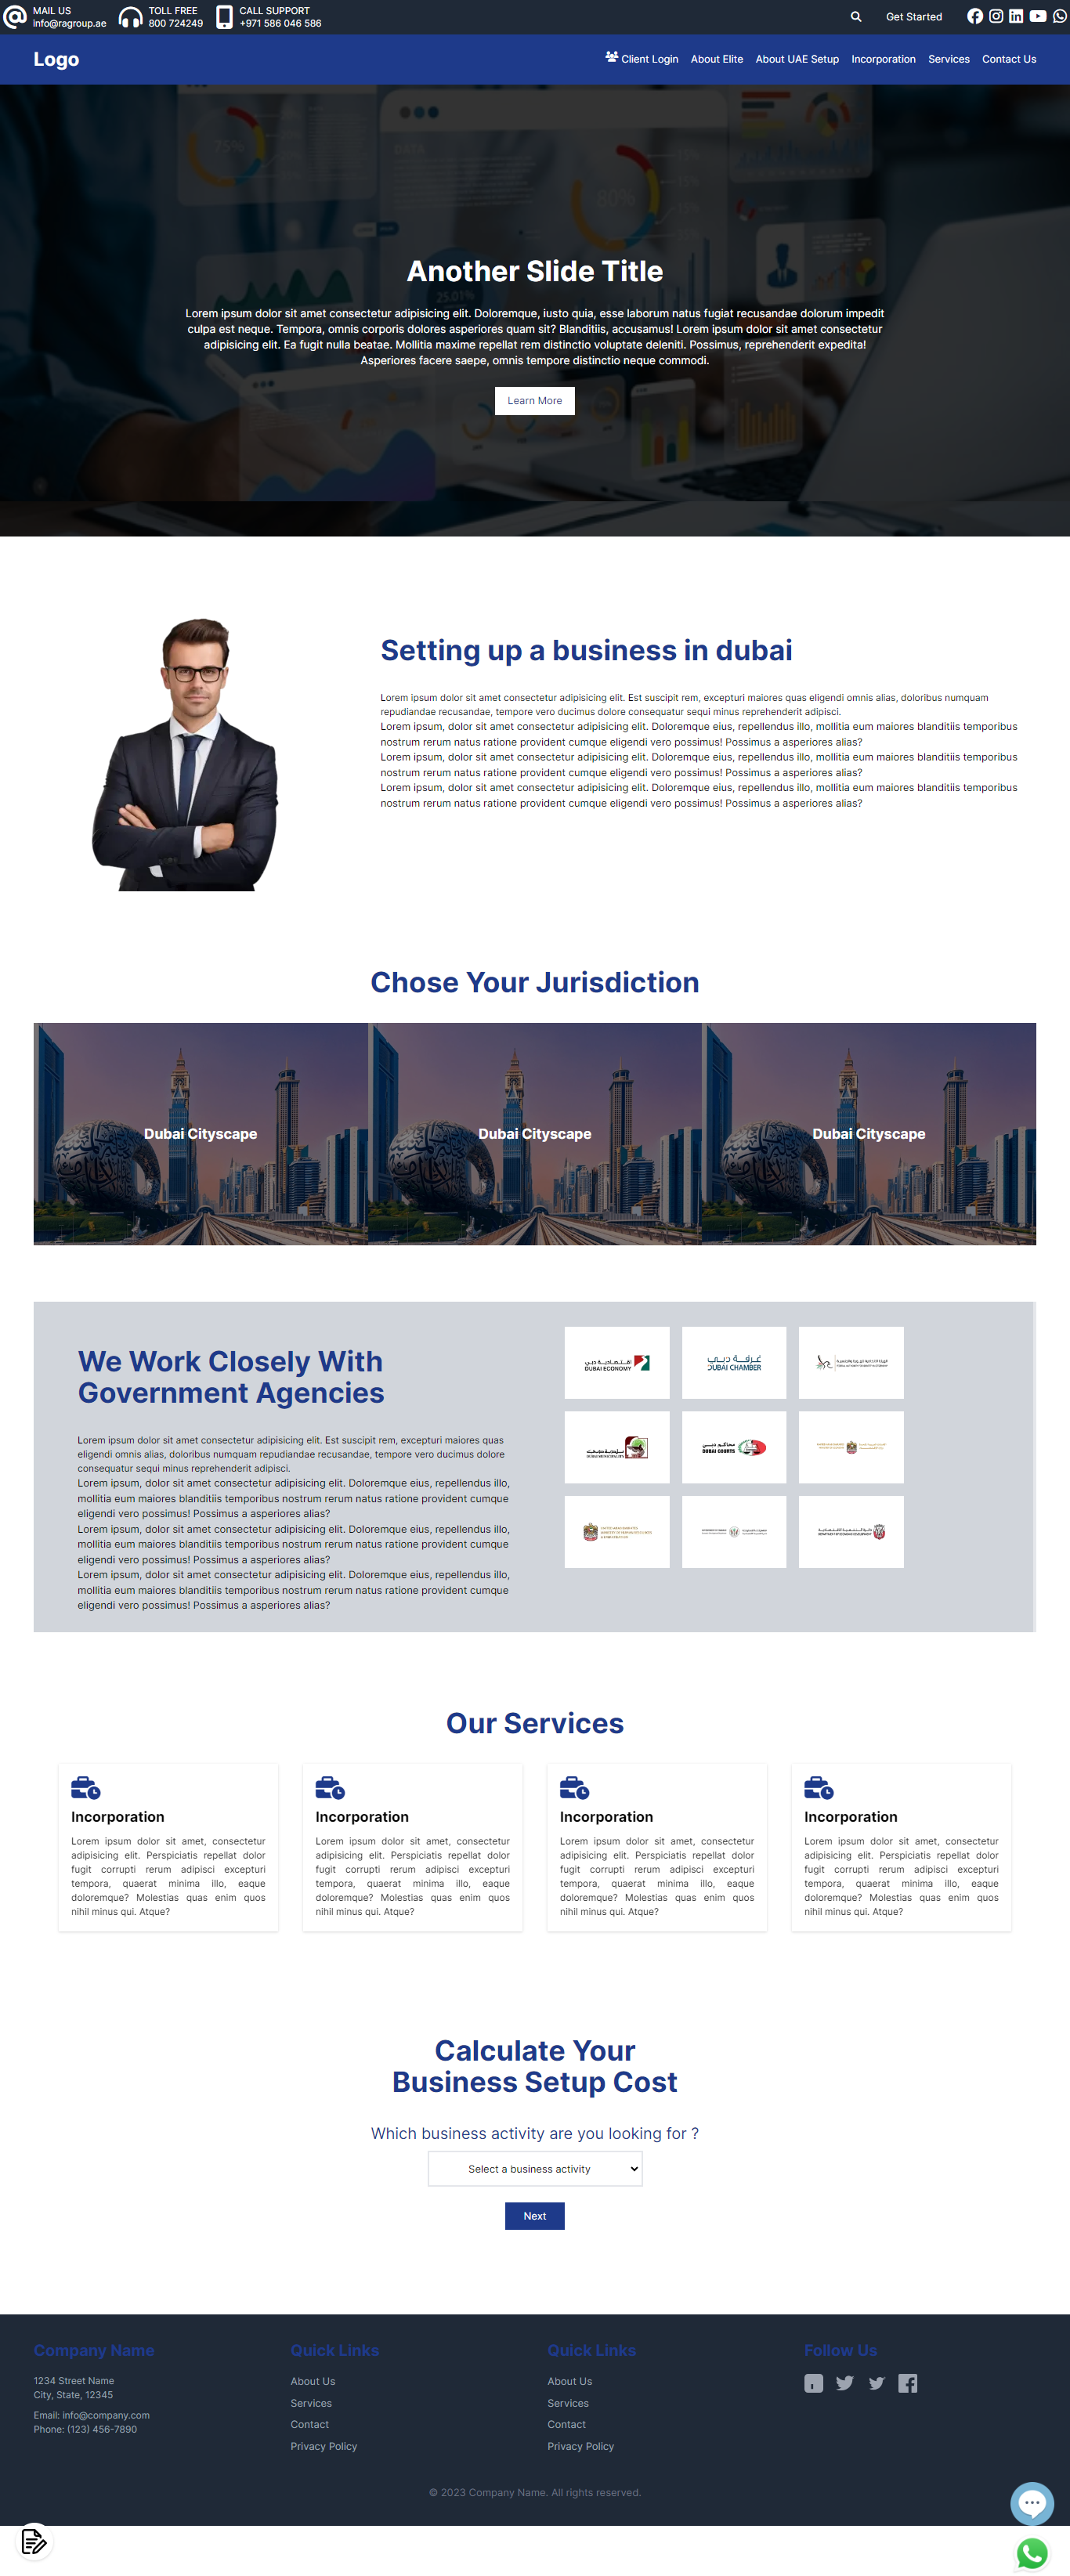 MAIL US
info@ragroup.ae
TOLL FREE
800 724249
CALL SUPPORT
+971 586 046 586
Get Started
Logo
Client Login
About Elite
About UAE Setup
Incorporation
Services
Contact Us
75%
DATA
80%
25.01%
Another Slide Title
Lorem ipsum dolor sit amet consectetur adipisicing elit. Doloremque, iusto quia, esse laborum natus fugiat recusandae dolorum impedit
culpa est neque. Tempora, omnis corporis dolores asperiores quam sit? Blanditiis, accusamus! Lorem ipsum dolor sit amet consectetur
adipisicing elit. Ea fugit nulla beatae. Mollitia maxime repellat rem distinctio voluptate deleniti. Possimus, reprehenderit expedita!
Asperiores facere saepe, omnis tempore distinctio neque commodi.
Learn More
Setting up a business in dubai
Lorem ipsum dolor sit amet consectetur adipisicing elit. Est suscipit rem, excepturi maiores quas eligendi omnis alias, doloribus numquam
repudiandae recusandae, tempore vero ducimus dolore consequatur sequi minus reprehenderit adipisci.
Lorem ipsum, dolor sit amet consectetur adipisicing elit. Doloremque eius, repellendus illo, mollitia eum maiores blanditiis temporibus
nostrum rerum natus ratione provident cumque eligendi vero possimus! Possimus a asperiores alias?
Lorem ipsum, dolor sit amet consectetur adipisicing elit. Doloremque eius, repellendus illo, mollitia eum maiores blanditiis temporibus
nostrum rerum natus ratione provident cumque eligendi vero possimus! Possimus a asperiores alias?
Lorem ipsum, dolor sit amet consectetur adipisicing elit. Doloremque eius, repellendus illo, mollitia eum maiores blanditiis temporibus
nostrum rerum natus ratione provident cumque eligendi vero possimus! Possimus a asperiores alias?
Chose Your Jurisdiction
Dubai Cityscape
Dubai Cityscape
Dubai Cityscape
We Work Closely With
Government Agencies
Lorem ipsum dolor sit amet consectetur adipisicing elit. Est suscipit rem, excepturi maiores quas
eligendi omnis alias, doloribus numquam repudiandae recusandae, tempore vero ducimus dolore
consequatur sequi minus reprehenderit adipisci.
Lorem ipsum, dolor sit amet consectetur adipisicing elit. Doloremque eius, repellendus illo,
mollitia eum maiores blanditiis temporibus nostrum rerum natus ratione provident cumque
eligendi vero possimus! Possimus a asperiores alias?
Lorem ipsum, dolor sit amet consectetur adipisicing elit. Doloremque eius, repellendus illo,
mollitia eum maiores blanditiis temporibus nostrum rerum natus ratione provident cumque
eligendi vero possimus! Possimus a asperiores alias?
Lorem ipsum, dolor sit amet consectetur adipisicing elit. Doloremque eius, repellendus illo,
mollitia eum maiores blanditiis temporibus nostrum rerum natus ratione provident cumque
eligendi vero possimus! Possimus a asperiores alias?
اقتصادية دبي
DUBAI ECONOMY
غرفة دبي
DUBAI CHAMBER
محاكم دبي
DUBAI COURTS
Our Services
Incorporation
Lorem ipsum dolor sit amet, consectetur
adipisicing elit. Perspiciatis repellat dolor
fugit corrupti rerum adipisci excepturi
tempora, quaerat minima illo, eaque
doloremque? Molestias quas enim quos
nihil minus qui. Atque?
Incorporation
Lorem ipsum dolor sit amet, consectetur
adipisicing elit. Perspiciatis repellat dolor
fugit corrupti rerum adipisci excepturi
tempora, quaerat minima illo, eaque
doloremque? Molestias quas enim quos
nihil minus qui. Atque?
Incorporation
Lorem ipsum dolor sit amet, consectetur
adipisicing elit. Perspiciatis repellat dolor
fugit corrupti rerum adipisci excepturi
tempora, quaerat minima illo, eaque
doloremque? Molestias quas enim quos
nihil minus qui. Atque?
Incorporation
Lorem ipsum dolor sit amet, consectetur
adipisicing elit. Perspiciatis repellat dolor
fugit corrupti rerum adipisci excepturi
tempora, quaerat minima illo, eaque
doloremque? Molestias quas enim quos
nihil minus qui. Atque?
Calculate Your
Business Setup Cost
Which business activity are you looking for ?
Select a business activity
Next
Company Name
1234 Street Name
City, State, 12345
Email: info@company.com
Phone: (123) 456-7890
Quick Links
About Us
Services
Contact
Privacy Policy
Quick Links
About Us
Services
Contact
Privacy Policy
Follow Us
© 2023 Company Name. All rights reserved.